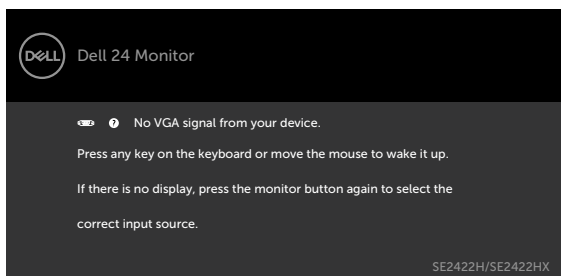 DELL Dell 24 Monitor
? No VGA signal from your device.
Press any key on the keyboard or move the mouse to wake it up.
If there is no display, press the monitor button again to select the
correct input source.
SE2422H/SE2422HX